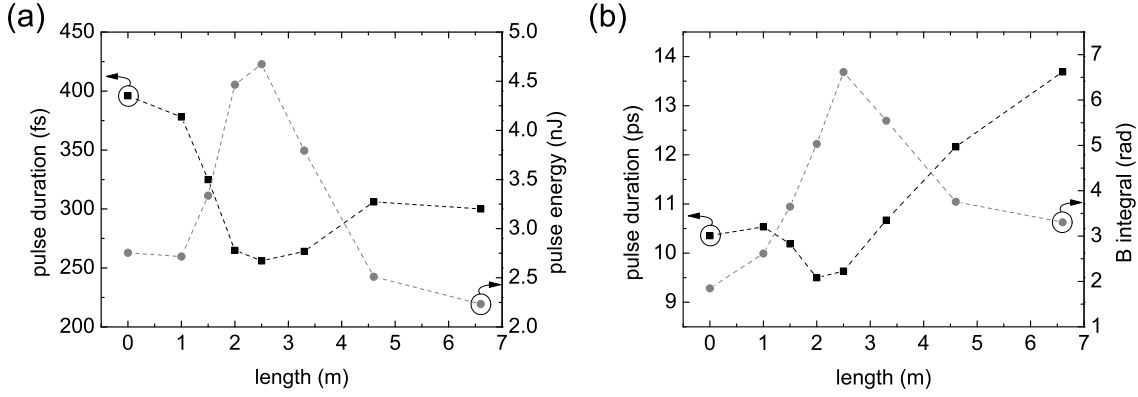 (a)
450
400
350
300
250
200
pulse duration (fs)
5.0
4.5
4.0
3.5
3.0
2.5
2.0
pulse energy (nJ)
0 1 2 3 4 5 6 7
length (m)
(b)
14
13
12
11
10
9
pulse duration (ps)
7
6
5
4
3
2
1
B integral (rad)
0 1 2 3 4 5 6 7
length (m)